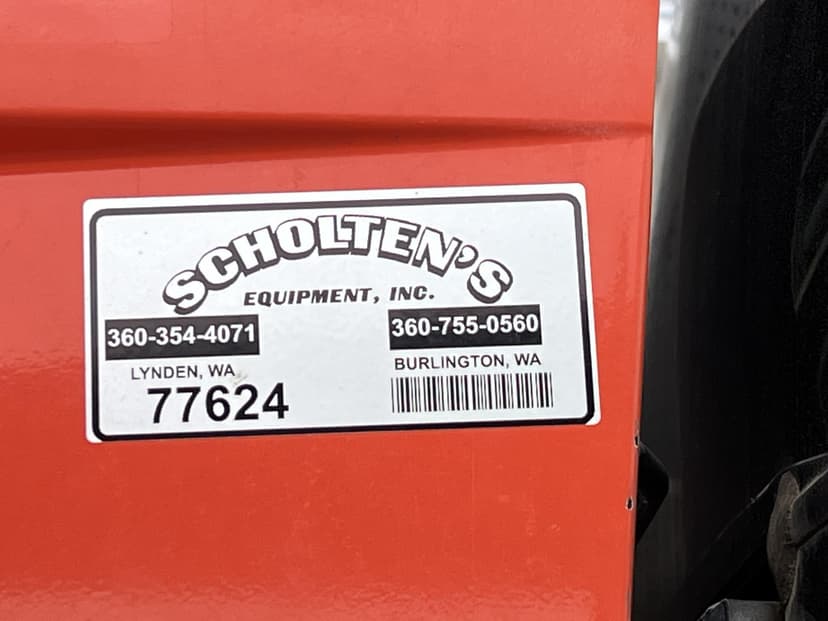 SCHOLTEN'S
EQUIPMENT, INC.
360-354-4071
LYNDEN, WA
77624
360-755-0560
BURLINGTON, WA